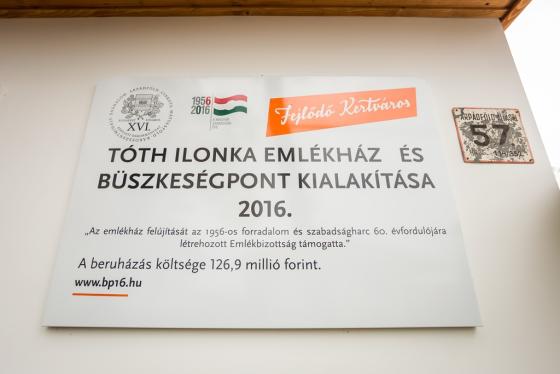 XVI.
1956
2016
Fejlődő Kertváros
TÓTH ILONKA EMLÉKHÁZ ÉS
BÜSZKESÉGPONT KIALAKÍTÁSA
2016.
„Az emlékház felújítását az 1956-os forradalom és szabadságharc 60. évfordulójára
létrehozott Emlékbizottság támogatta."
A beruházás költsége 126,9 millió forint.
www.bp16.hu
57